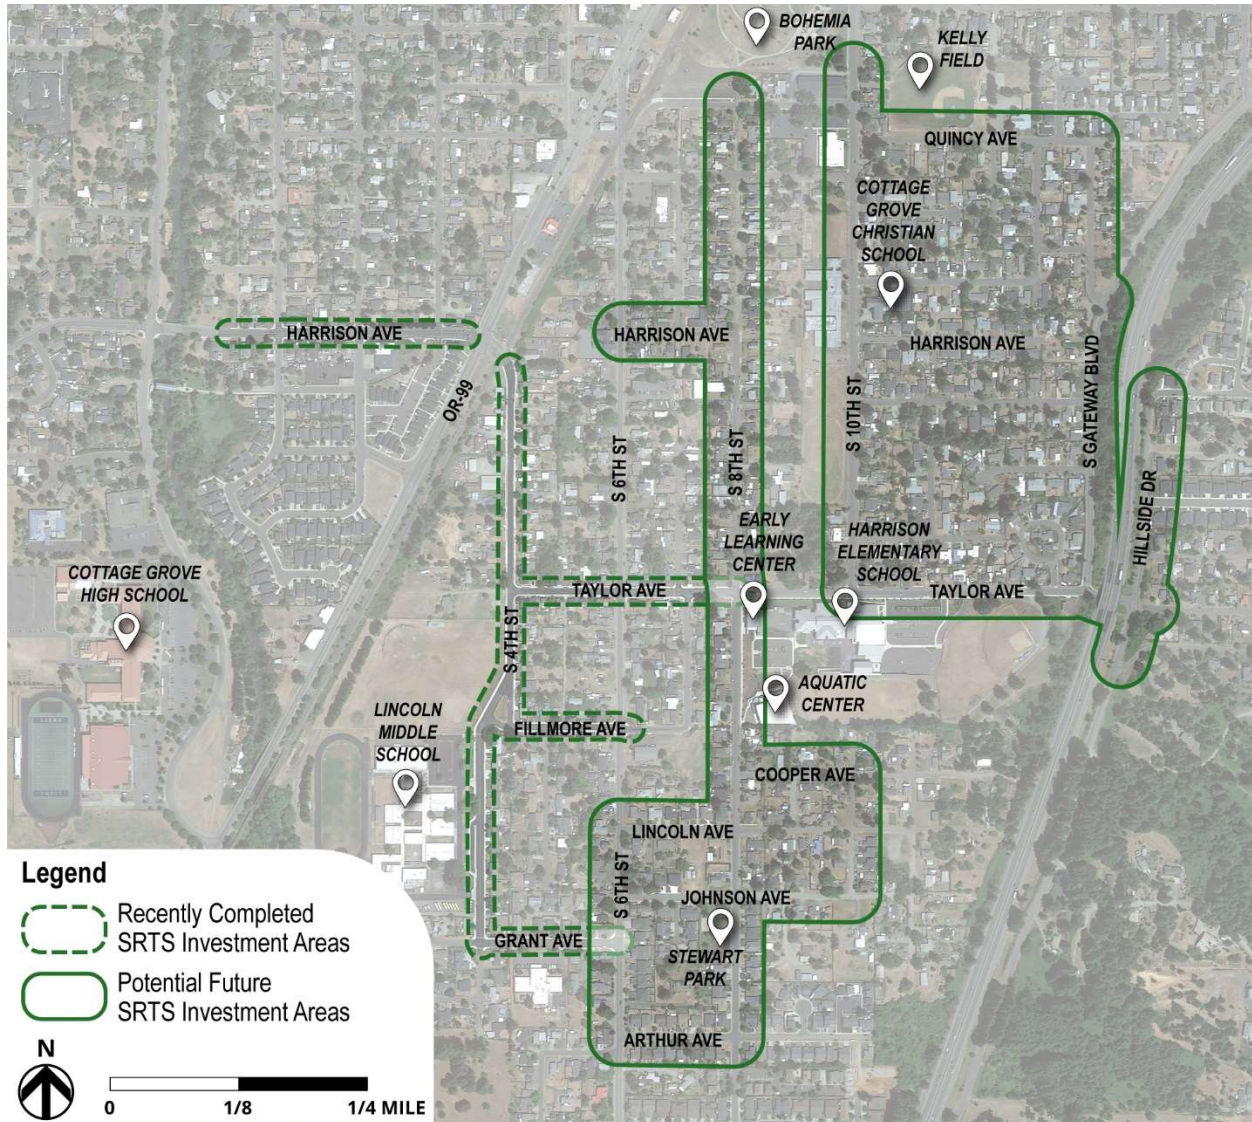 BOHEMIA
PARK
KELLY
FIELD
QUINCY AVE
COTTAGE
GROVE
CHRISTIAN
SCHOOL
HARRISON AVE
HARRISON AVE
HARRISON AVE
OR-99
S 10TH ST
S GATEWAY BLVD
S 6TH ST
S 8TH ST
HILLSIDE DR
EARLY
LEARNING
CENTER
HARRISON
ELEMENTARY
SCHOOL
COTTAGE GROVE
HIGH SCHOOL
TAYLOR AVE
TAYLOR AVE
S 4TH ST
AQUATIC
CENTER
LINCOLN
MIDDLE
SCHOOL
FILLMORE AVE
COOPER AVE
LINCOLN AVE
S 6TH ST
JOHNSON AVE
STEWART
PARK
GRANT AVE
ARTHUR AVE
Legend
Recently Completed
SRTS Investment Areas
Potential Future
SRTS Investment Areas
N
0 1/8 1/4 MILE